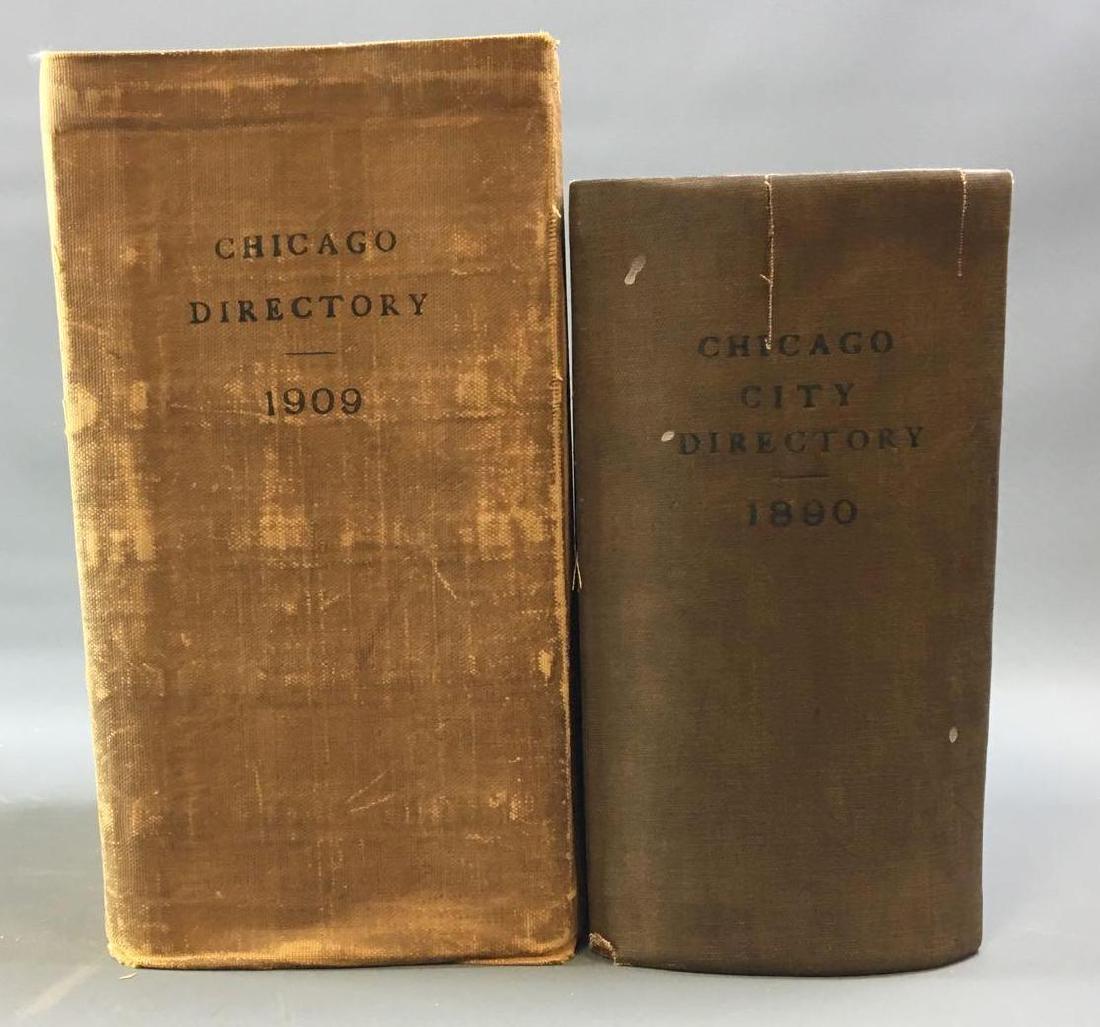 CHICAGO
DIRECTORY
1909
CHICAGO
CITY
DIRECTORY
1890